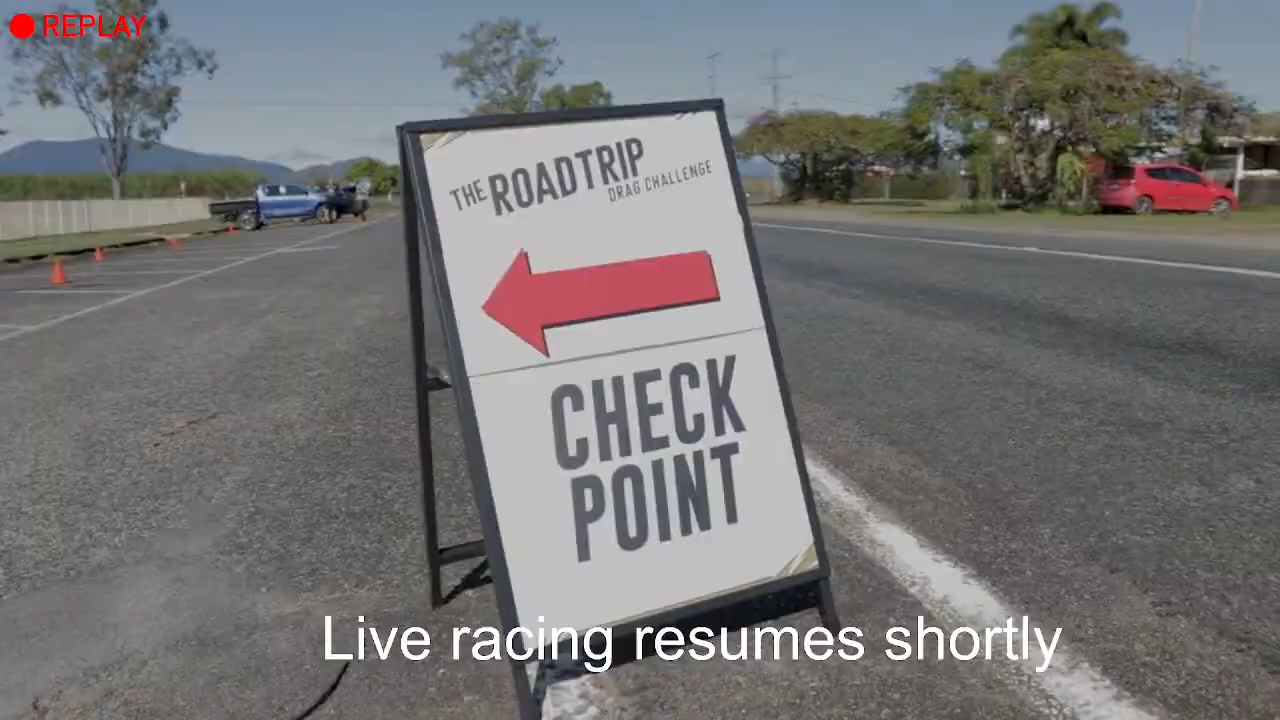 REPLAY
THE ROADTRIP
DRAG CHALLENGE
CHECK
POINT
Live racing resumes shortly